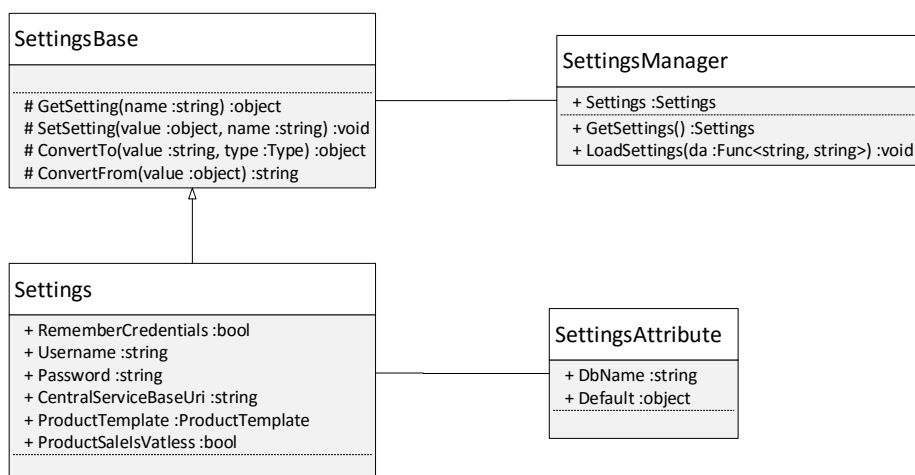 SettingsBase
# GetSetting(name :string) :object
# SetSetting(value :object, name :string) :void
# ConvertTo(value :string, type :Type) :object
# ConvertFrom(value :object) :string
SettingsManager
+ Settings :Settings
+ GetSettings() :Settings
+ LoadSettings(da :Func<string, string>) :void
Settings
+ RememberCredentials :bool
+ Username :string
+ Password :string
+ CentralServiceBaseUri :string
+ ProductTemplate :ProductTemplate
+ ProductSaleIsVatless :bool
SettingsAttribute
+ DbName :string
+ Default :object